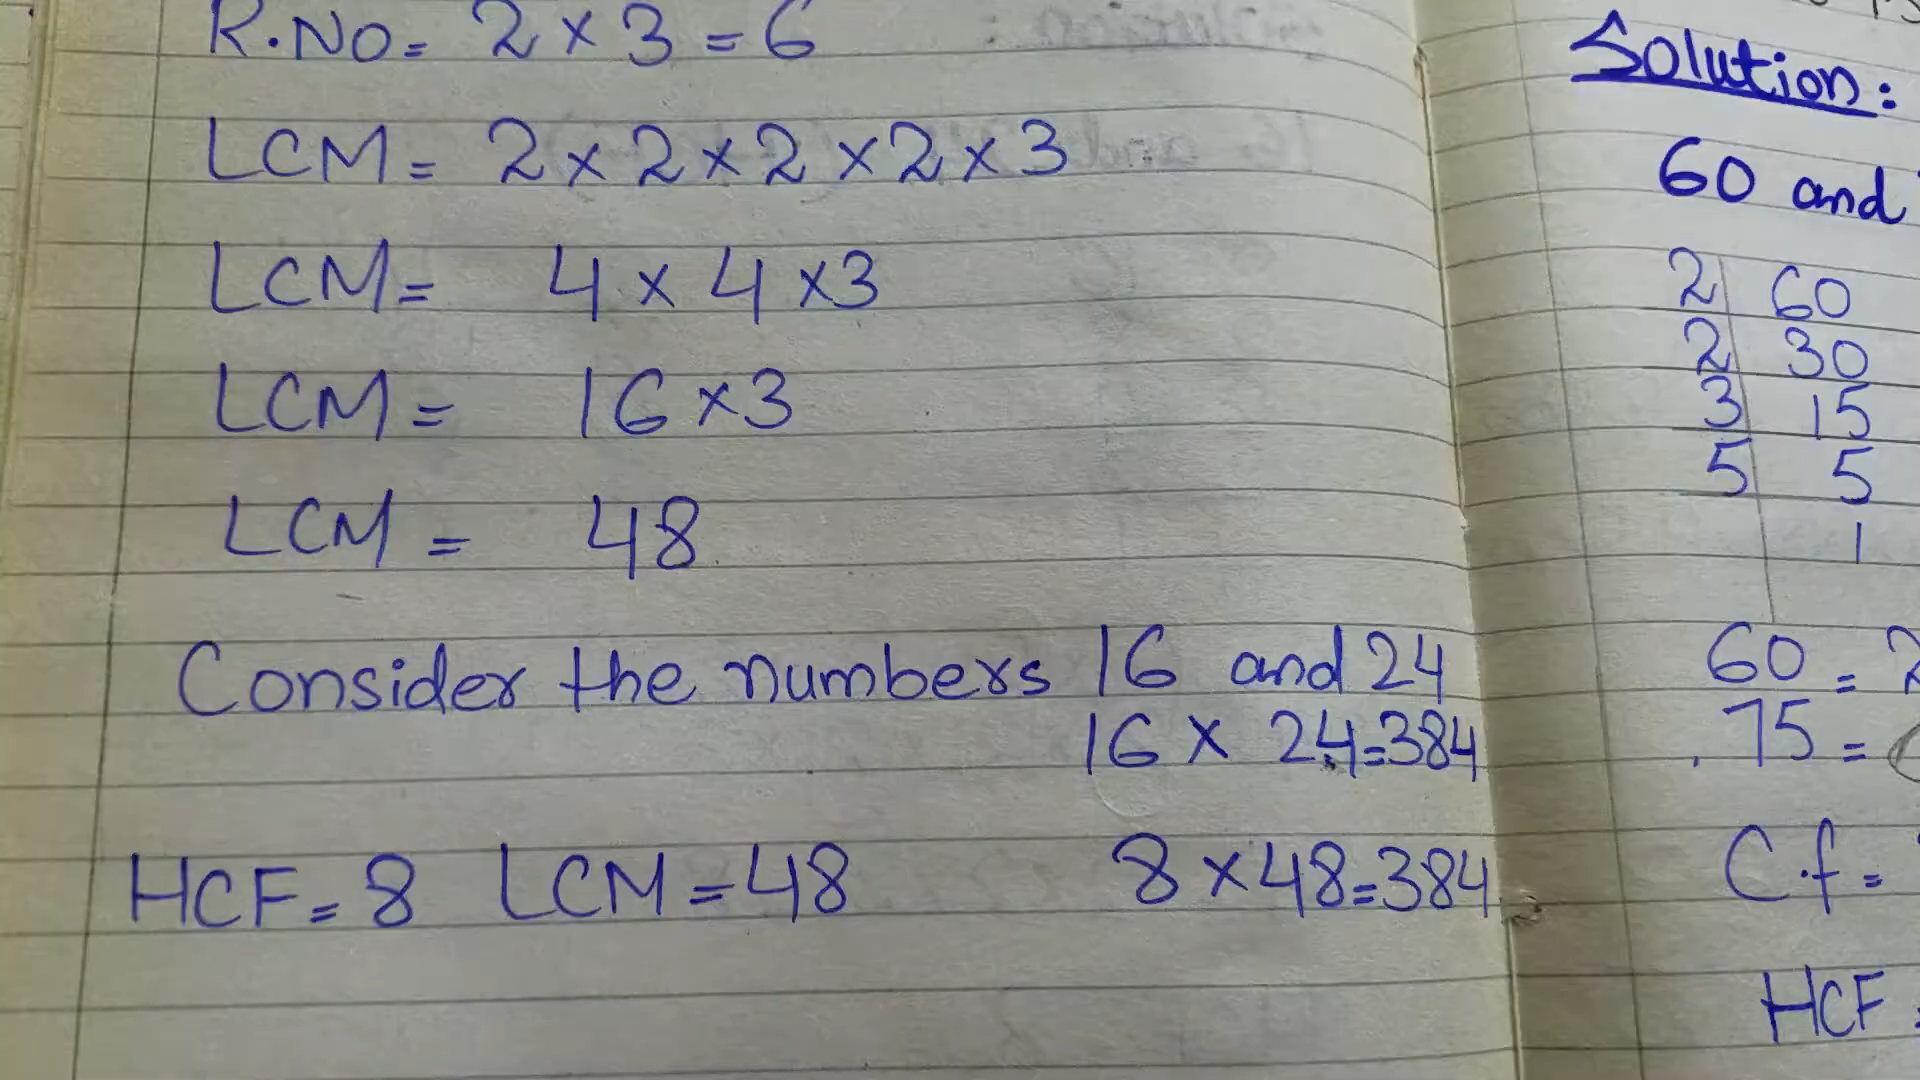 R.NO= 2×3=6
LCM= 2×2×2×2×3
LCM= 4×4×3
LCM= 16×3
LCM= 48
Consider the numbers 16 and 24
16× 24=384
HCF=8 LCM=48 8×48=384
Solution:
60 and
2 60
2 30
3 15
5 5
1
60=2
75=
C.f=
HCF